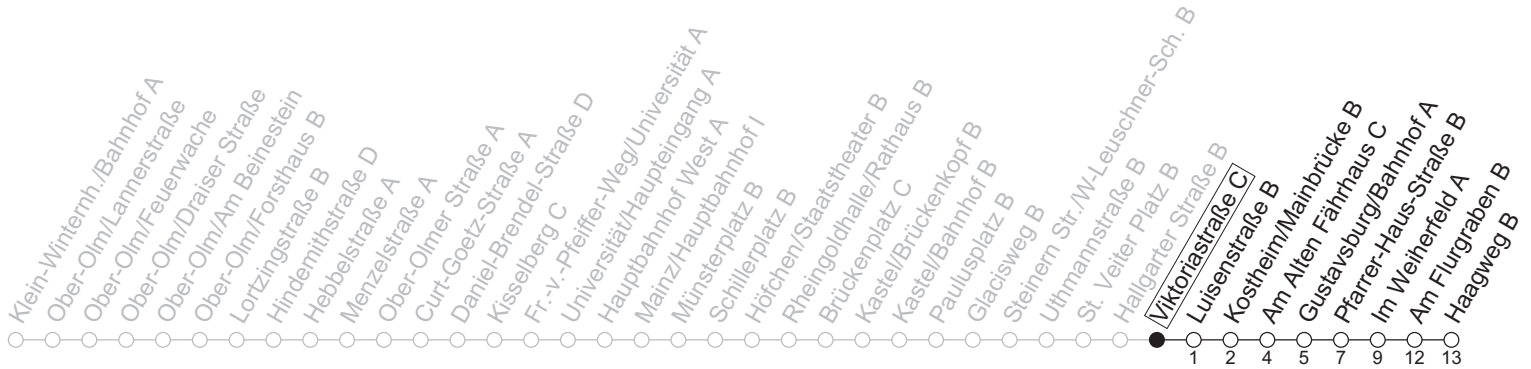 Klein-Winternh./Bahnhof A
Ober-Olm/Lannerstraße
Ober-Olm/Feuerwache
Ober-Olm/Draiser Straße
Ober-Olm/Am Beinestein
Ober-Olm/Forsthaus B
Lortzingstraße B
Hindemithstraße D
Hebbelstraße A
Menzelstraße A
Ober-Olmer Straße A
Curt-Goetz-Straße A
Daniel-Brendel-Straße D
Kisselberg C
Fr.-v.-Pfeiffer-Weg/Universität A
Universität/Haupteingang A
Hauptbahnhof West A
Mainz/Hauptbahnhof I
Münsterplatz B
Schillerplatz B
Höfchen/Staatstheater B
Rheingoldhalle/Rathaus B
Brückenplatz C
Kastel/Brückenkopf B
Kastel/Bahnhof B
Paulusplatz B
Glacisweg B
Steinern Str./W-Leuschner-Sch. B
Uthmannstraße B
St. Veiter Platz B
Hallgarter Straße B
Viktoriastraße C
Luisenstraße B
Kostheim/Mainbrücke B
Am Alten Fährhaus C
Gustavsburg/Bahnhof A
Pfarrer-Haus-Straße B
Im Weiherfeld A
Am Flurgraben B
Haagweg B
1 2 4 5 7 9 12 13